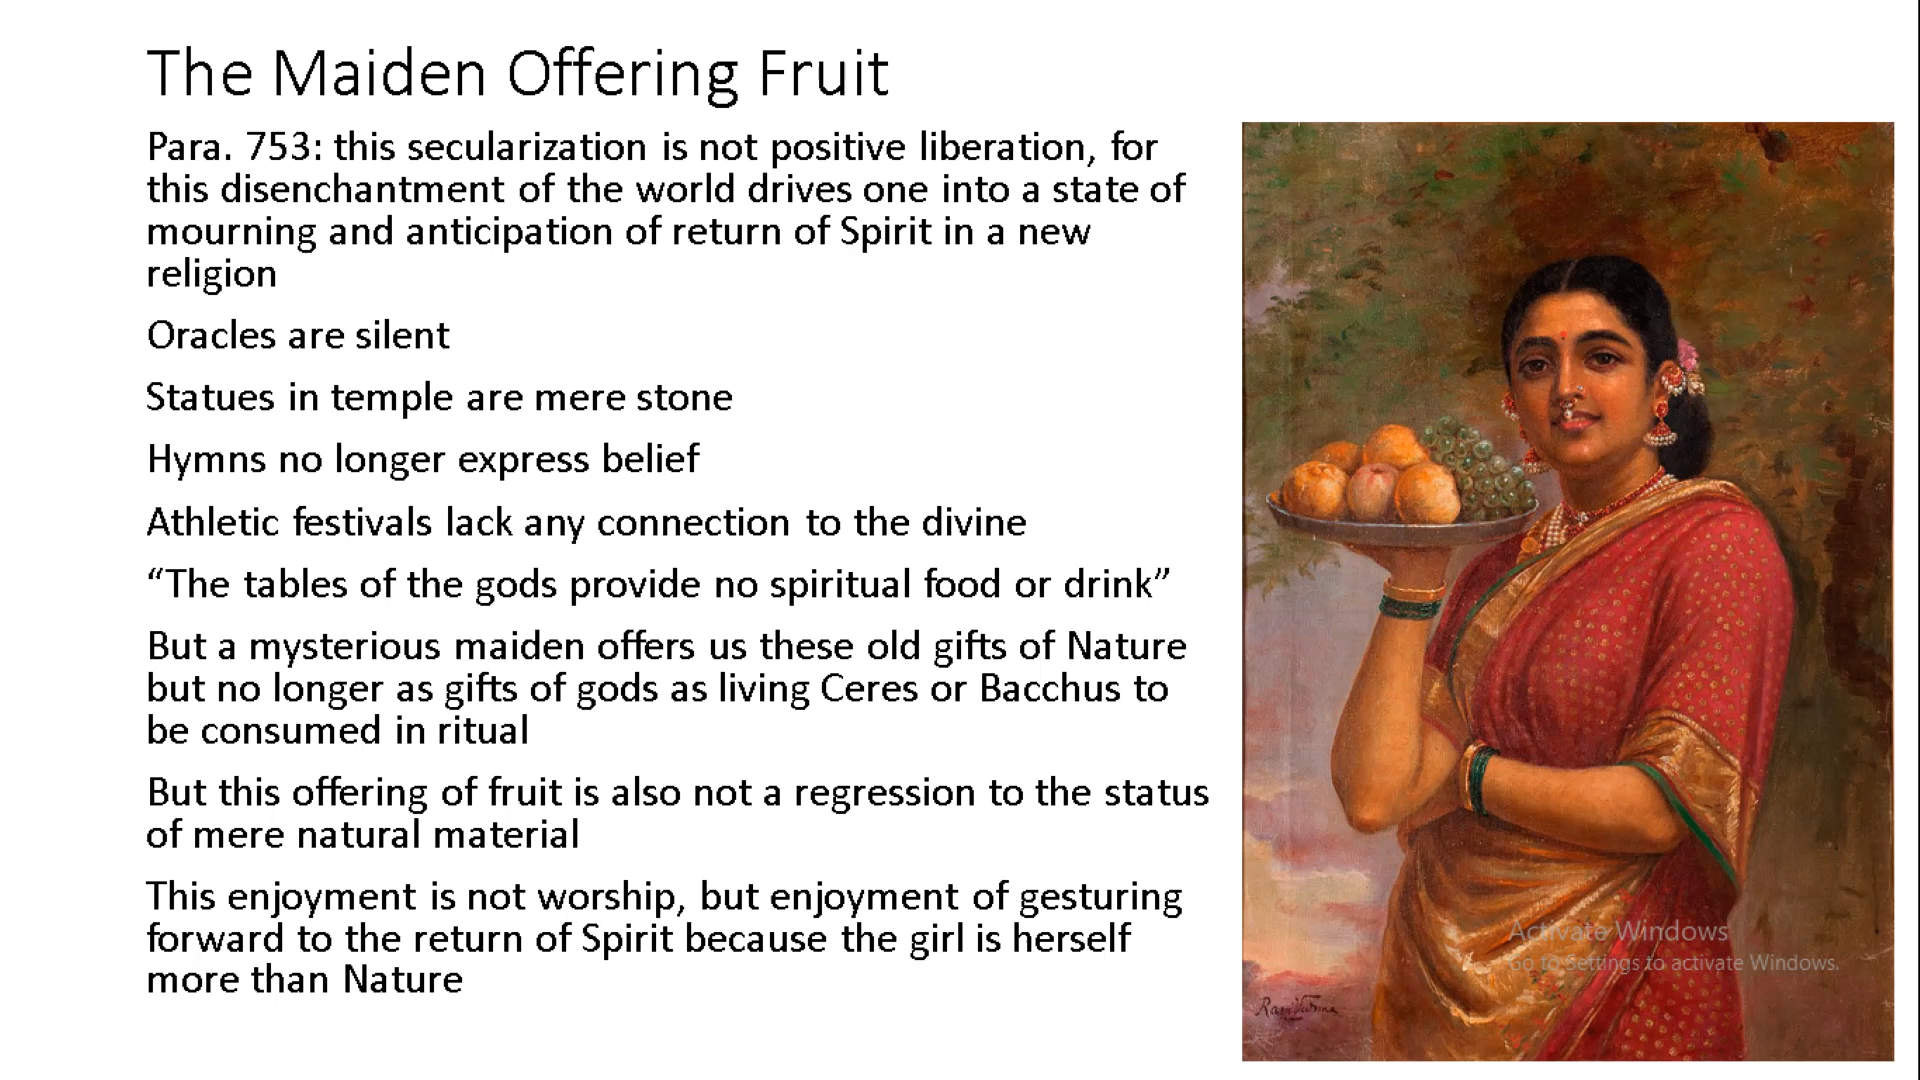 The Maiden Offering Fruit
Para. 753: this secularization is not positive liberation, for
this disenchantment of the world drives one into a state of
mourning and anticipation of return of Spirit in a new
religion
Oracles are silent
Statues in temple are mere stone
Hymns no longer express belief
Athletic festivals lack any connection to the divine
“The tables of the gods provide no spiritual food or drink”
But a mysterious maiden offers us these old gifts of Nature
but no longer as gifts of gods as living Ceres or Bacchus to
be consumed in ritual
But this offering of fruit is also not a regression to the status
of mere natural material
This enjoyment is not worship, but enjoyment of gesturing
forward to the return of Spirit because the girl is herself
more than Nature
Activate Windows
Go to Settings to activate Windows.
Ravi Varma